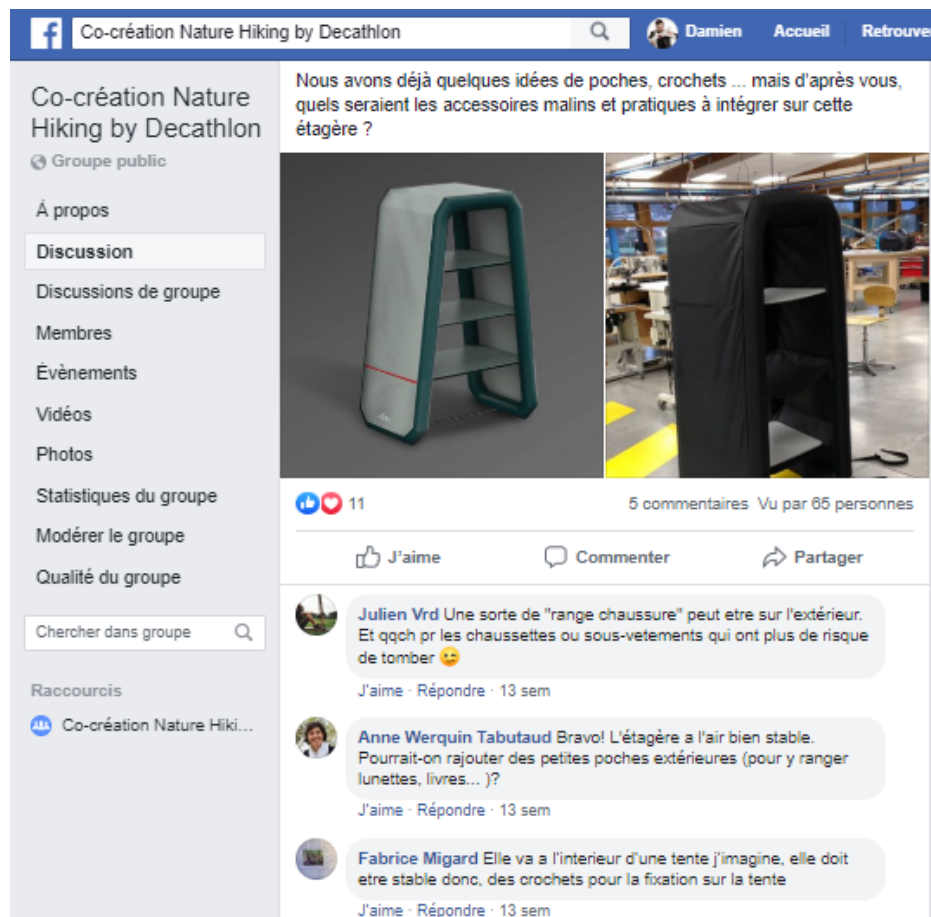 Co-création Nature Hiking by Decathlon
Damien
Accueil
Retrouve
Co-création Nature
Hiking by Decathlon
Groupe public
À propos
Discussion
Discussions de groupe
Membres
Évènements
Vidéos
Photos
Statistiques du groupe
Modérer le groupe
Qualité du groupe
Chercher dans groupe
Raccourcis
Co-création Nature Hiki...
Nous avons déjà quelques idées de poches, crochets ... mais d'après vous,
quels seraient les accessoires malins et pratiques à intégrer sur cette
étagère ?
11
5 commentaires Vu par 65 personnes
J'aime
Commenter
Partager
Julien Vrd Une sorte de "range chaussure" peut etre sur l'extérieur.
Et qqch pr les chaussettes ou sous-vetements qui ont plus de risque
de tomber
J'aime · Répondre · 13 sem
Anne Werquin Tabutaud Bravo! L'étagère a l'air bien stable.
Pourrait-on rajouter des petites poches extérieures (pour y ranger
lunettes, livres... )?
J'aime · Répondre · 13 sem
Fabrice Migard Elle va a l'interieur d'une tente j'imagine, elle doit
etre stable donc, des crochets pour la fixation sur la tente
J'aime · Répondre · 13 sem